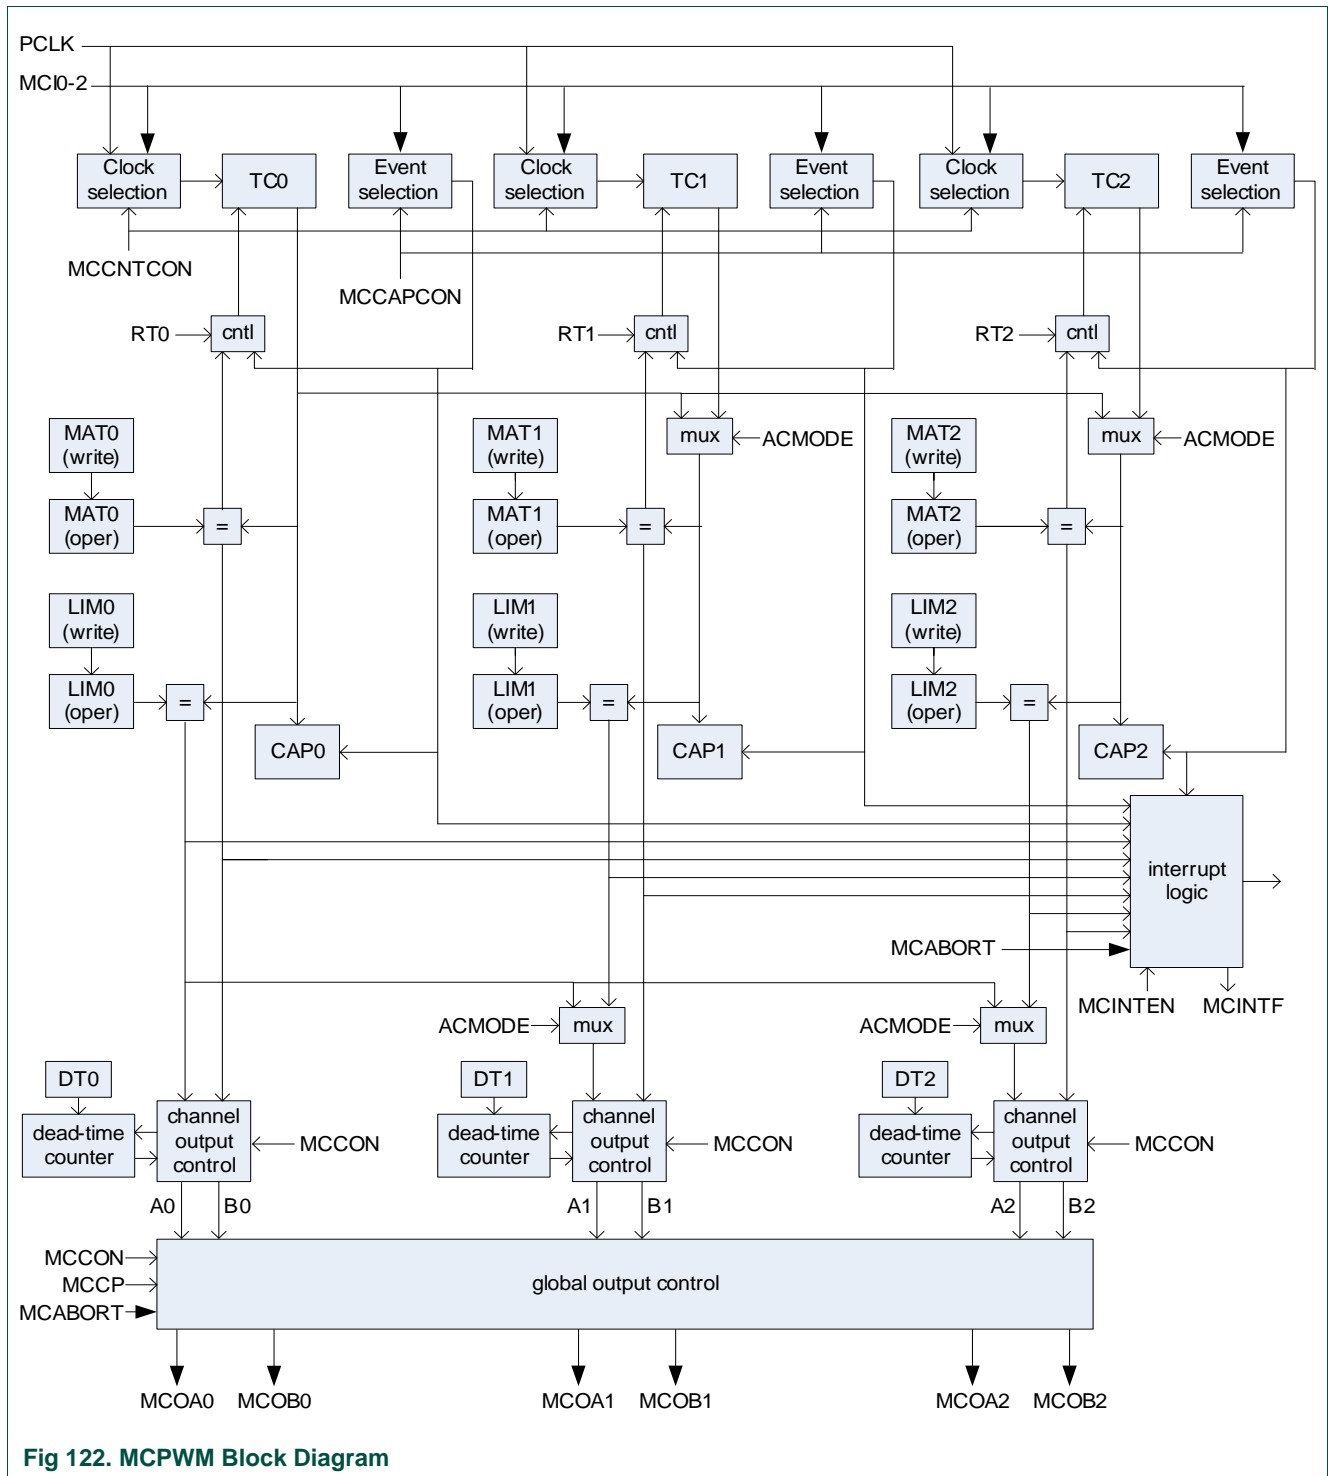 PCLK
MCI0-2
Clock
selection
TC0
Event
selection
Clock
selection
TC1
Event
selection
Clock
selection
TC2
Event
selection
MCCNTCON
MCCAPCON
RT0
cntl
RT1
cntl
RT2
cntl
MAT0
(write)
MAT1
(write)
mux
ACMODE
MAT2
(write)
mux
ACMODE
MAT0
(oper)
=
MAT1
(oper)
=
MAT2
(oper)
=
LIM0
(write)
LIM1
(write)
LIM2
(write)
LIM0
(oper)
=
LIM1
(oper)
=
LIM2
(oper)
=
CAP0
CAP1
CAP2
interrupt
logic
MCABORT
MCINTEN
MCINTF
ACMODE
mux
ACMODE
mux
DT0
DT1
DT2
dead-time
counter
channel
output
control
MCCON
dead-time
counter
channel
output
control
MCCON
dead-time
counter
channel
output
control
MCCON
A0
B0
A1
B1
A2
B2
MCCON
MCCP
MCABORT
global output control
MCOA0
MCOB0
MCOA1
MCOB1
MCOA2
MCOB2
Fig 122. MCPWM Block Diagram